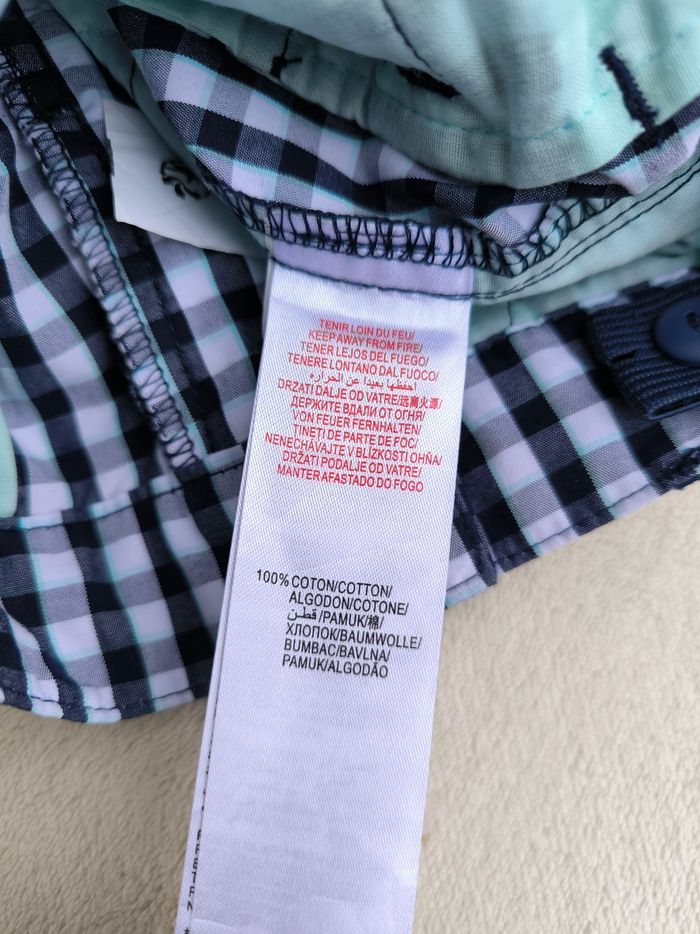 TENIR LOIN DU FEU/
KEEP AWAY FROM FIRE/
TENER LEJOS DEL FUEGO/
TENERE LONTANO DAL FUOCO/
احفظها بعيدا عن الحرارة
DRZATI DALJE OD VATRE/远离火源/
ДЕРЖИТЕ ВДАЛИ ОТ ОГНЯ/
VON FEUER FERNHALTEN/
TINEȚI DE PARTE DE FOC/
NENECHÁVAJTE V BLÍZKOSTI OHŇA/
DRŽATI PODALJE OD VATRE/
MANTER AFASTADO DO FOGO
100% COTON/COTTON/
ALGODON/COTONE/
قطن/PAMUK/棉/
ХЛОПОК/BAUMWOLLE/
BUMBAC/BAVLNA/
PAMUK/ALGODÃO